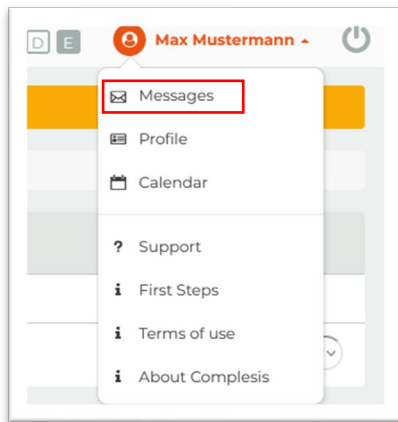 D E Max Mustermann
Messages
Profile
Calendar
? Support
i First Steps
i Terms of use
i About Complesis